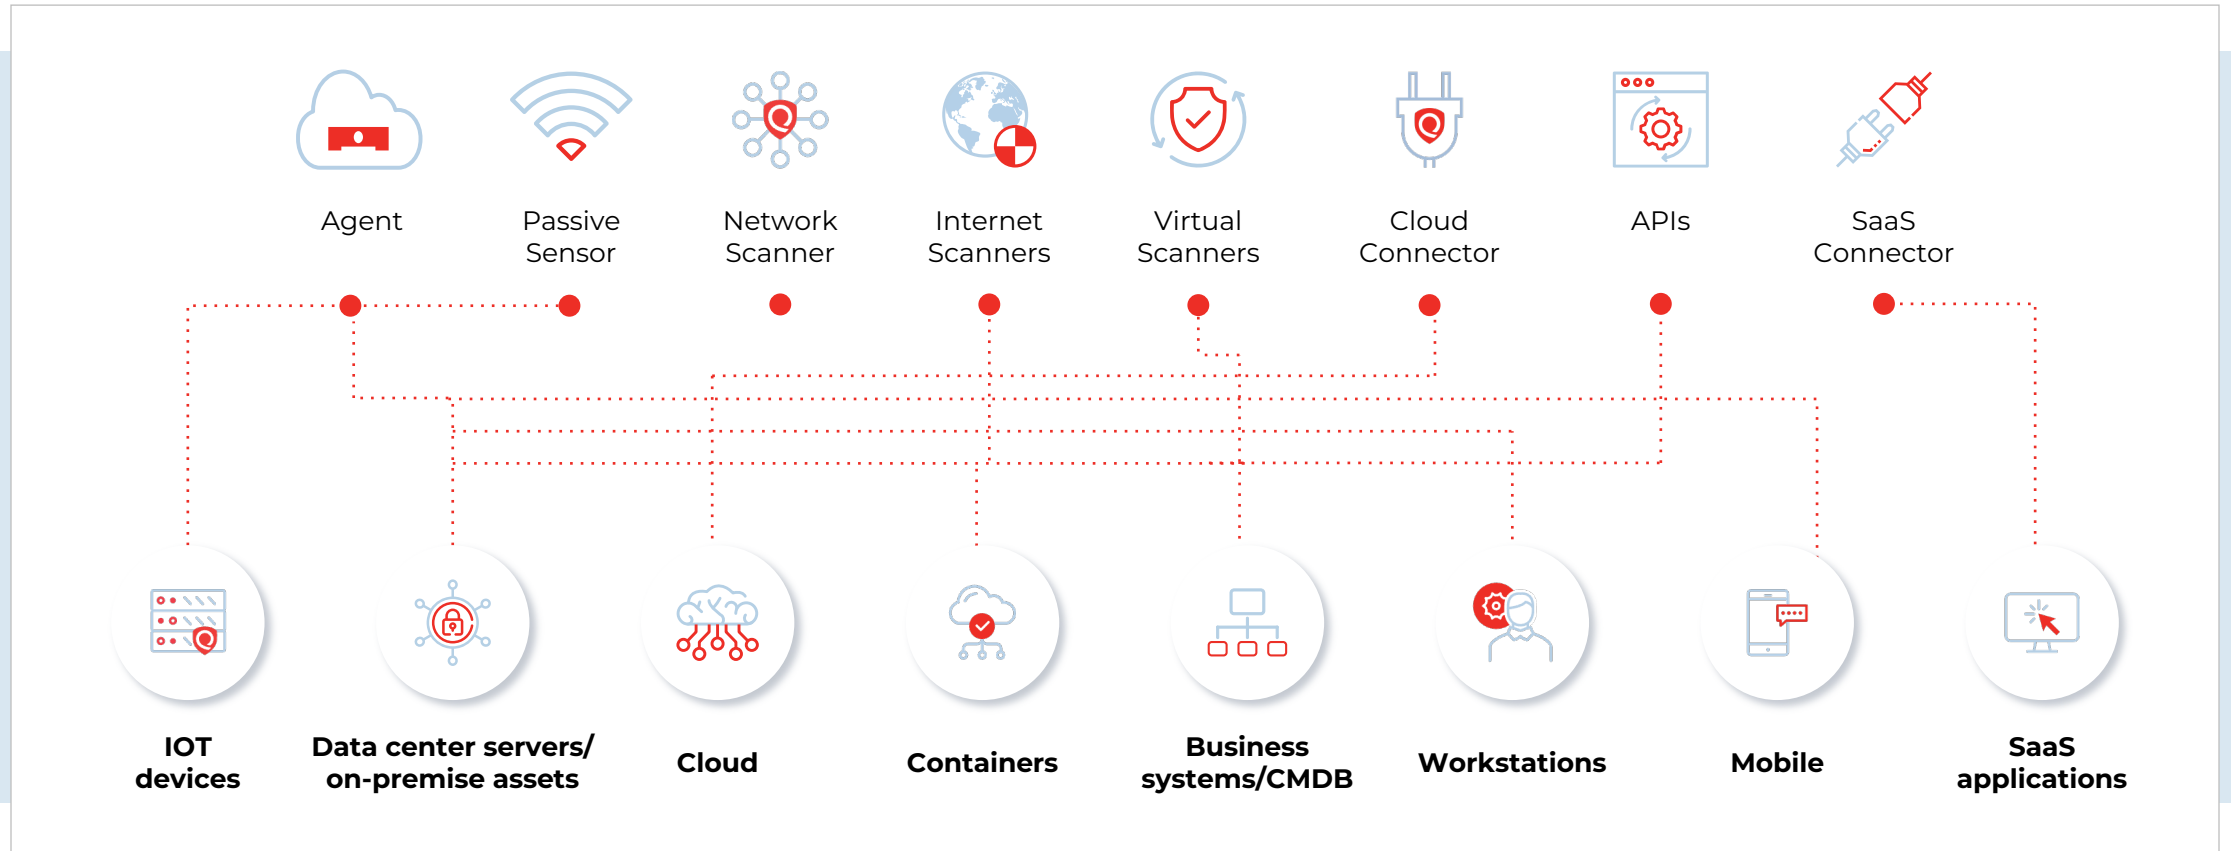 Agent
Passive
Sensor
Network
Scanner
Internet
Scanners
Virtual
Scanners
Cloud
Connector
APIs
SaaS
Connector
IOT
devices
Data center servers/
on-premise assets
Cloud
Containers
Business
systems/CMDB
Workstations
Mobile
SaaS
applications